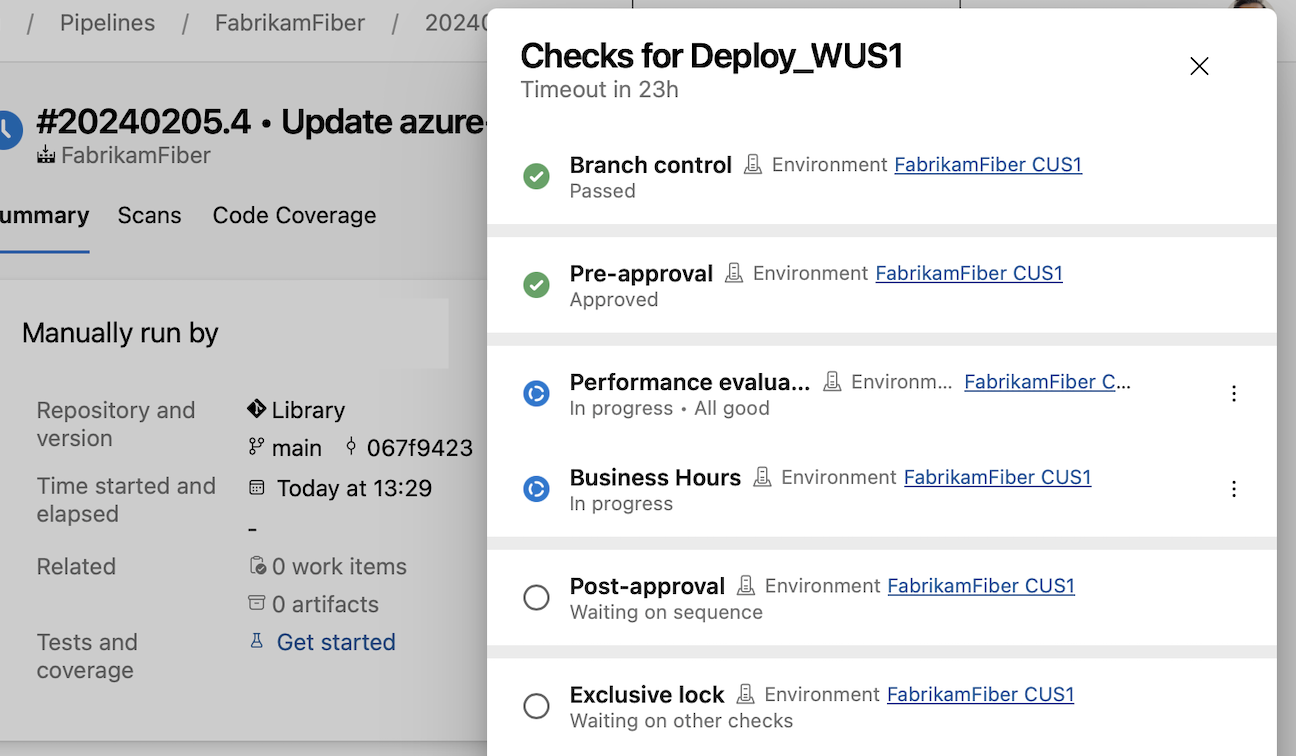 / Pipelines / FabrikamFiber / 20240
#20240205.4 • Update azure-
FabrikamFiber
ummary Scans Code Coverage
Manually run by
Repository and version
Library
main 067f9423
Time started and elapsed
Today at 13:29
-
Related
0 work items
0 artifacts
Tests and coverage
Get started
Checks for Deploy_WUS1
Timeout in 23h
Branch control Environment FabrikamFiber CUS1
Passed
Pre-approval Environment FabrikamFiber CUS1
Approved
Performance evalua... Environm... FabrikamFiber C...
In progress • All good
Business Hours Environment FabrikamFiber CUS1
In progress
Post-approval Environment FabrikamFiber CUS1
Waiting on sequence
Exclusive lock Environment FabrikamFiber CUS1
Waiting on other checks